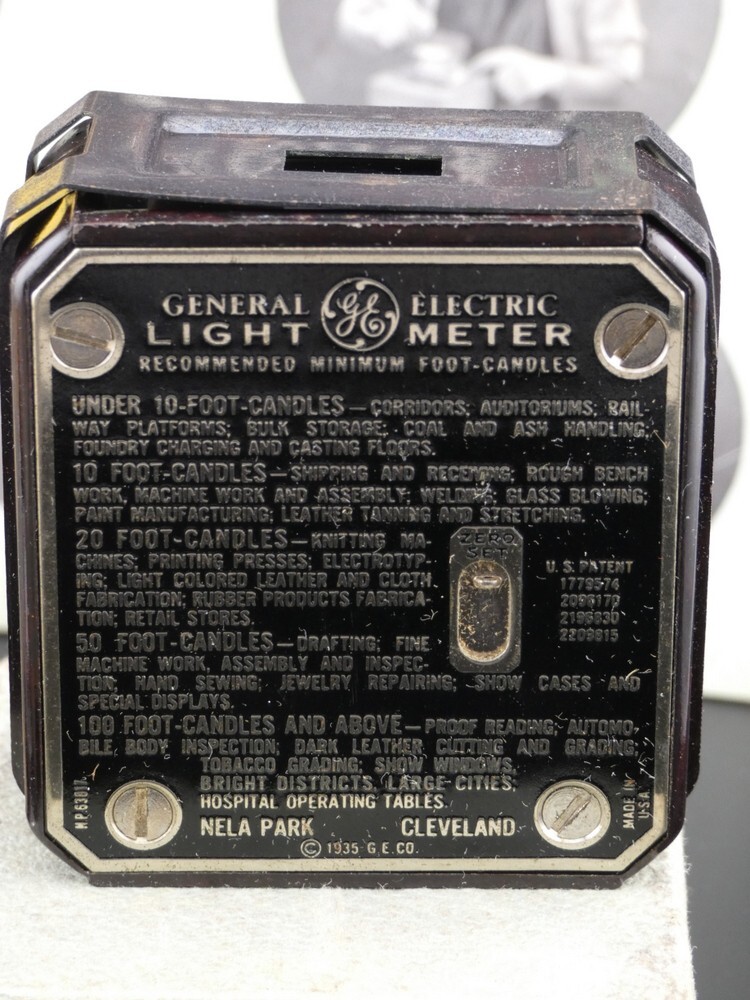 GENERAL GE ELECTRIC
LIGHT METER
RECOMMENDED MINIMUM FOOT-CANDLES
UNDER 10-FOOT-CANDLES — CORRIDORS; AUDITORIUMS; RAIL-
WAY PLATFORMS; BULK STORAGE; COAL AND ASH HANDLING;
FOUNDRY CHARGING AND CASTING FLOORS.
10 FOOT-CANDLES — SHIPPING AND RECEIVING; ROUGH BENCH
WORK, MACHINE WORK AND ASSEMBLY; WELDING; GLASS BLOWING;
PAINT MANUFACTURING; LEATHER TANNING AND STRETCHING.
20 FOOT-CANDLES — KNITTING MA-
CHINES; PRINTING PRESSES; ELECTROTYP-
ING; LIGHT COLORED LEATHER AND CLOTH
FABRICATION; RUBBER PRODUCTS FABRICA-
TION; RETAIL STORES.
ZERO
SET
U.S. PATENT
2209815
50 FOOT-CANDLES — DRAFTING; FINE
MACHINE WORK, ASSEMBLY AND INSPEC-
TION; HAND SEWING; JEWELRY REPAIRING; SHOW CASES AND
SPECIAL DISPLAYS.
100 FOOT-CANDLES AND ABOVE — PROOF READING; AUTOMO-
BILE BODY INSPECTION; DARK LEATHER CUTTING AND GRADING;
TOBACCO GRADING; SHOW WINDOWS,
BRIGHT DISTRICTS, LARGE CITIES;
HOSPITAL OPERATING TABLES.
NELA PARK CLEVELAND
© 1935 G.E.CO.
MADE IN
U.S.A.